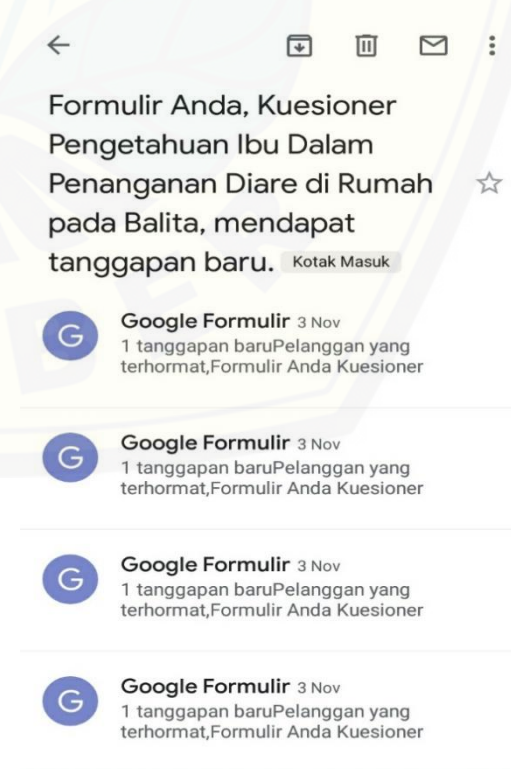 Formulir Anda, Kuesioner
Pengetahuan Ibu Dalam
Penanganan Diare di Rumah
pada Balita, mendapat
tanggapan baru. Kotak Masuk
G
Google Formulir 3 Nov
1 tanggapan baruPelanggan yang
terhormat,Formulir Anda Kuesioner
G
Google Formulir 3 Nov
1 tanggapan baruPelanggan yang
terhormat,Formulir Anda Kuesioner
G
Google Formulir 3 Nov
1 tanggapan baruPelanggan yang
terhormat,Formulir Anda Kuesioner
G
Google Formulir 3 Nov
1 tanggapan baruPelanggan yang
terhormat,Formulir Anda Kuesioner